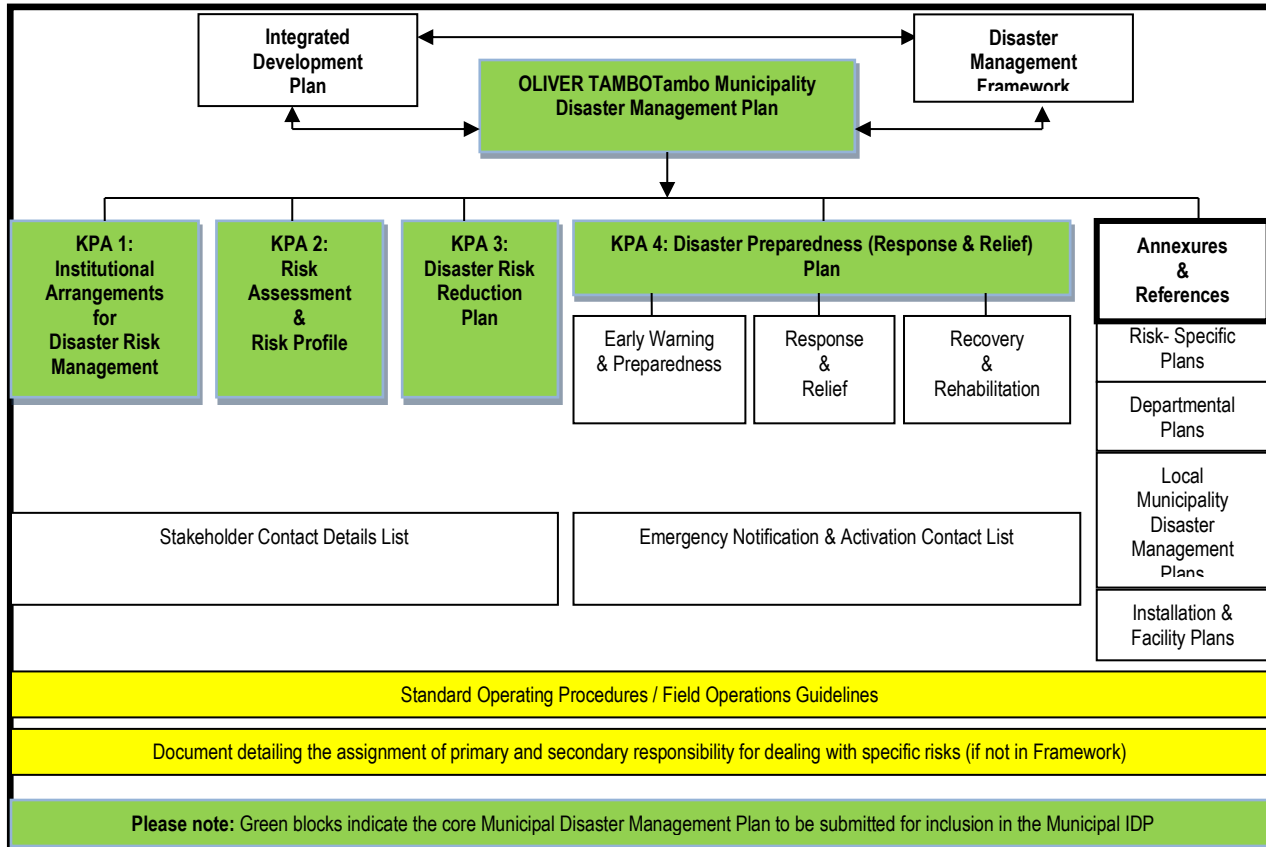 Integrated
Development
Plan
Disaster
Management
Framework
OLIVER TAMBOTambo Municipality
Disaster Management Plan
KPA 1:
Institutional
Arrangements
for
Disaster Risk
Management
KPA 2:
Risk
Assessment
&
Risk Profile
KPA 3:
Disaster Risk
Reduction
Plan
KPA 4: Disaster Preparedness (Response & Relief)
Plan
Early Warning
& Preparedness
Response
&
Relief
Recovery
&
Rehabilitation
Annexures
&
References
Risk- Specific
Plans
Departmental
Plans
Local
Municipality
Disaster
Management
Plans
Installation &
Facility Plans
Stakeholder Contact Details List
Emergency Notification & Activation Contact List
Standard Operating Procedures / Field Operations Guidelines
Document detailing the assignment of primary and secondary responsibility for dealing with specific risks (if not in Framework)
Please note: Green blocks indicate the core Municipal Disaster Management Plan to be submitted for inclusion in the Municipal IDP